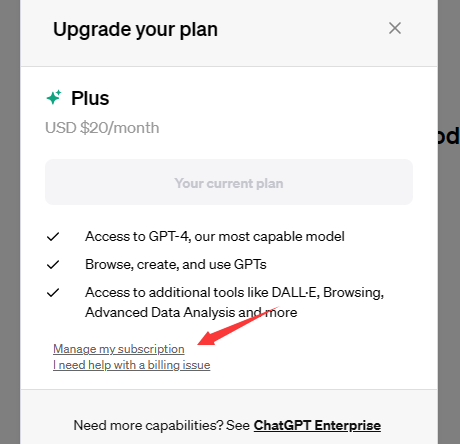 Upgrade your plan
Plus
USD $20/month
Your current plan
Access to GPT-4, our most capable model
Browse, create, and use GPTs
Access to additional tools like DALL·E, Browsing,
Advanced Data Analysis and more
Manage my subscription
I need help with a billing issue
Need more capabilities? See ChatGPT Enterprise